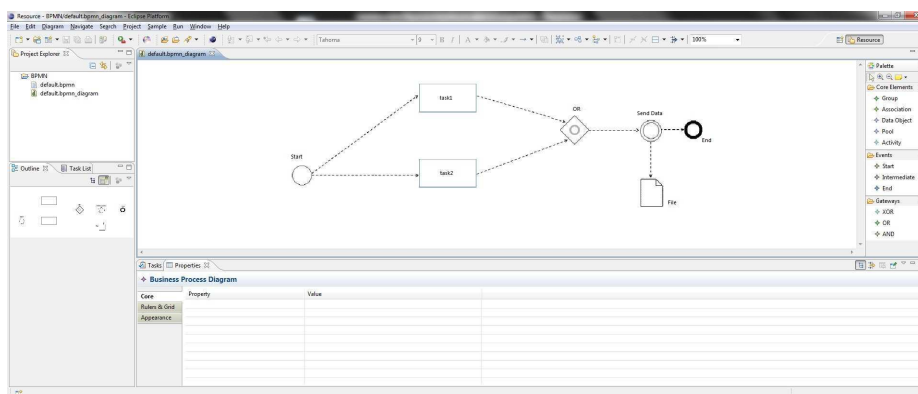 Resource - BPMN/default.bpmn_diagram - Eclipse Platform
File Edit Diagram Navigate Search Project Sample Run Window Help
Tahoma 9 B I A 100% Resource
Project Explorer
BPMN
default.bpmn
default.bpmn_diagram
Outline Task List
default.bpmn_diagram
task1
OR
Send Data
End
Start
task2
File
Palette
Core Elements
Group
Association
Data Object
Pool
Activity
Events
Start
Intermediate
End
Gateways
XOR
OR
AND
Tasks Properties
Business Process Diagram
Core
Rulers & Grid
Appearance
Property Value